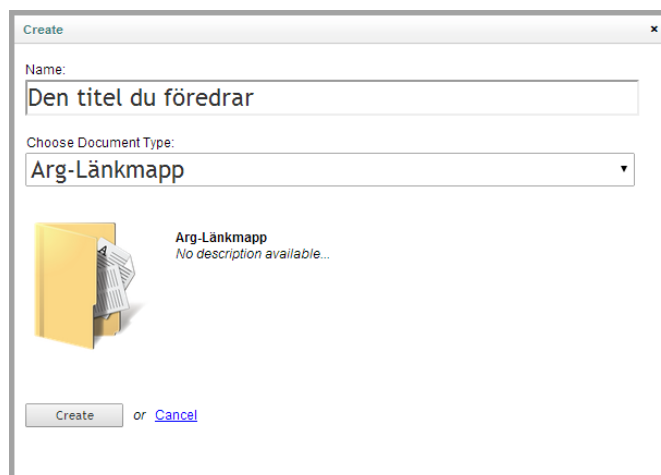 Create
×
Name:
Den titel du föredrar
Choose Document Type:
Arg-Länkmapp
Arg-Länkmapp
No description available...
A
Create or Cancel